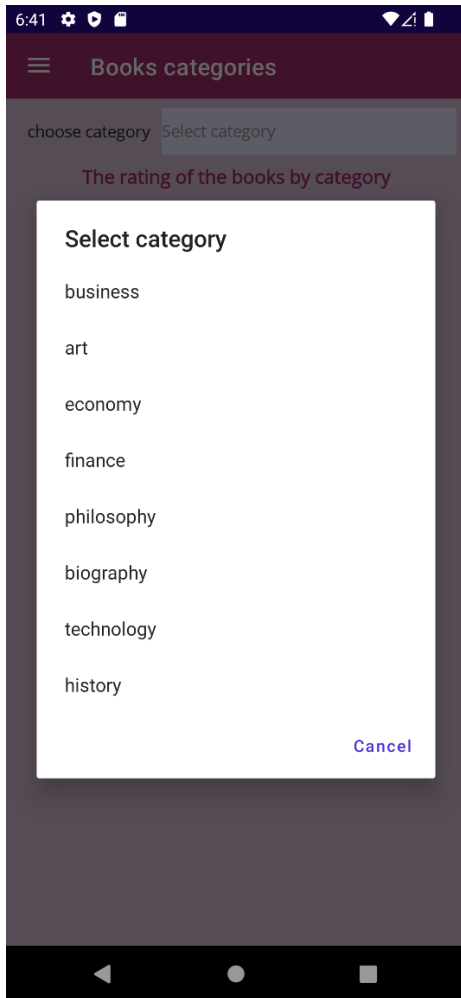 6:41
Books categories
choose category Select category
The rating of the books by category
Select category
business
art
economy
finance
philosophy
biography
technology
history
Cancel